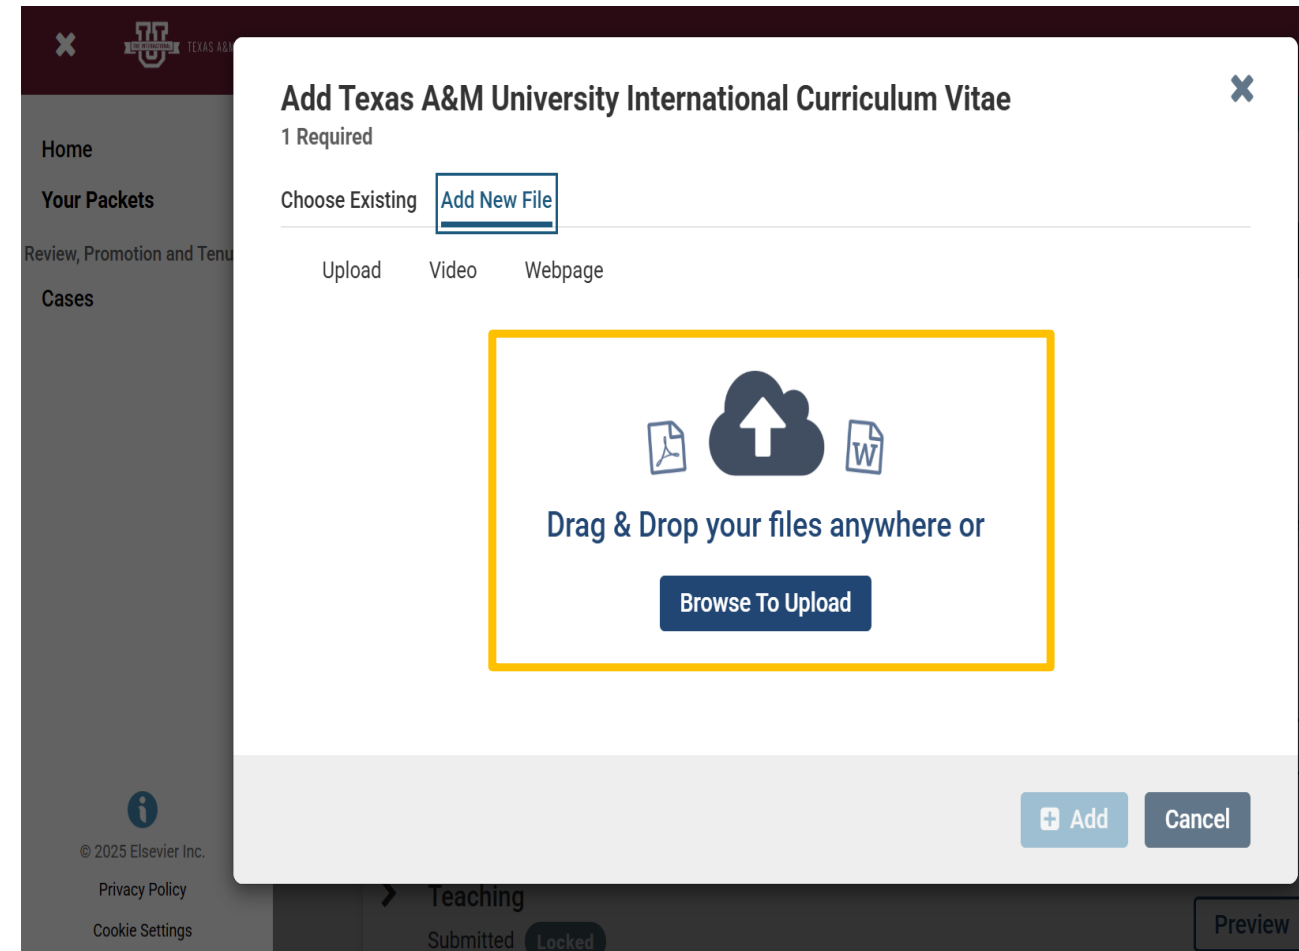 TEXAS A&M
Home
Your Packets
Review, Promotion and Tenu
Cases
© 2025 Elsevier Inc.
Privacy Policy
Cookie Settings
Add Texas A&M University International Curriculum Vitae
1 Required
Choose Existing Add New File
Upload Video Webpage
W
Drag & Drop your files anywhere or
Browse To Upload
Add Cancel
Teaching
Submitted Locked
Preview